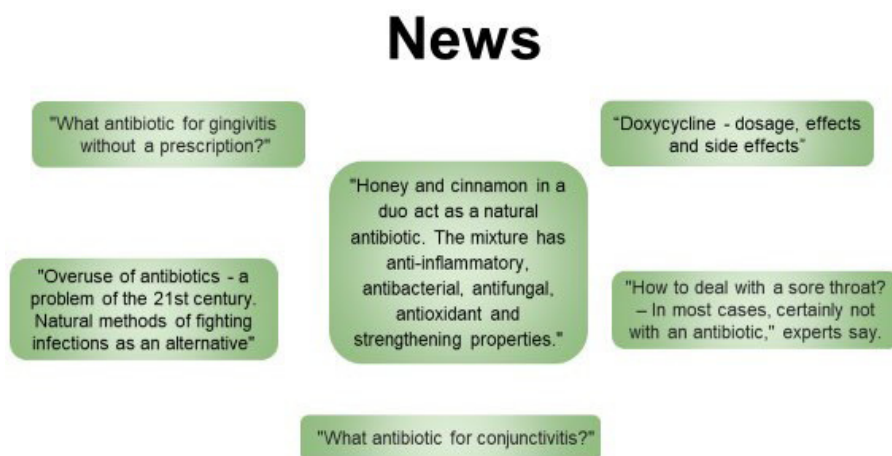 News
"What antibiotic for gingivitis
without a prescription?"
“Doxycycline - dosage, effects
and side effects”
"Honey and cinnamon in a
duo act as a natural
antibiotic. The mixture has
anti-inflammatory,
antibacterial, antifungal,
antioxidant and
strengthening properties."
"Overuse of antibiotics - a
problem of the 21st century.
Natural methods of fighting
infections as an alternative"
"How to deal with a sore throat?
– In most cases, certainly not
with an antibiotic," experts say.
"What antibiotic for conjunctivitis?"